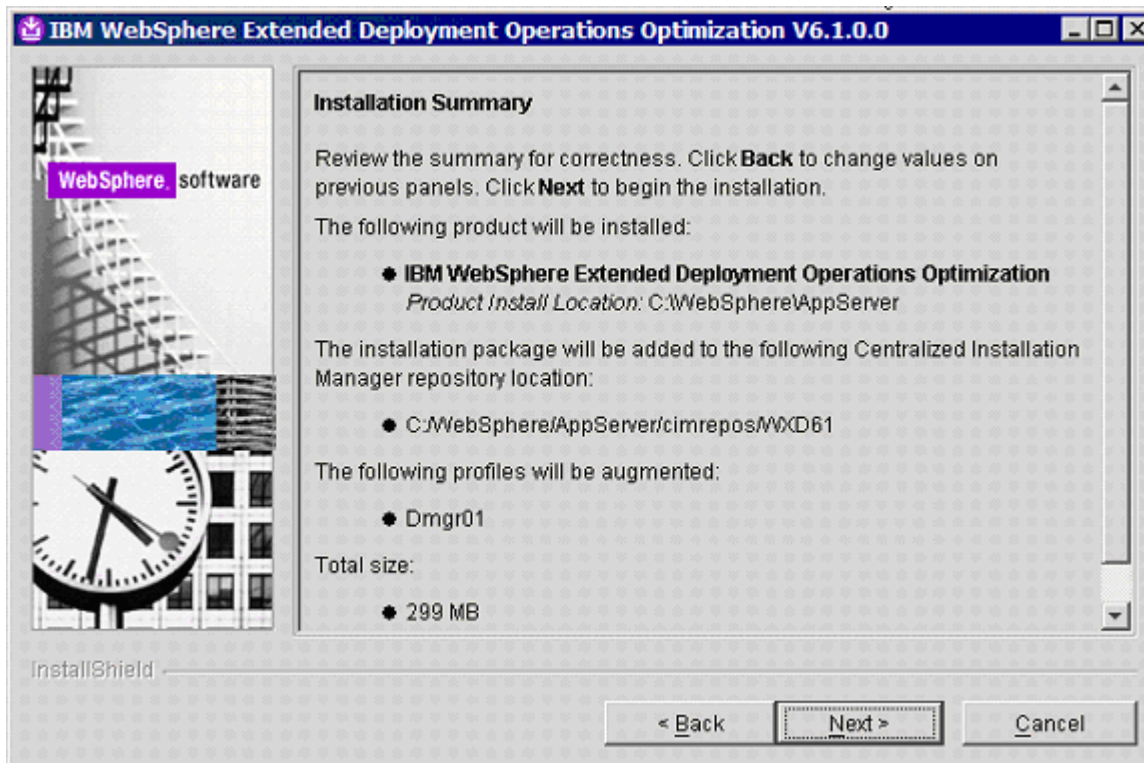 IBM WebSphere Extended Deployment Operations Optimization V6.1.0.0
WebSphere. software
Installation Summary
Review the summary for correctness. Click Back to change values on
previous panels. Click Next to begin the installation.
The following product will be installed:
● IBM WebSphere Extended Deployment Operations Optimization
Product Install Location: C:\WebSphere\AppServer
The installation package will be added to the following Centralized Installation
Manager repository location:
● C:/WebSphere/AppServer/cimrepos/WXD61
The following profiles will be augmented:
● Dmgr01
Total size:
● 299 MB
InstallShield
< Back
Next >
Cancel